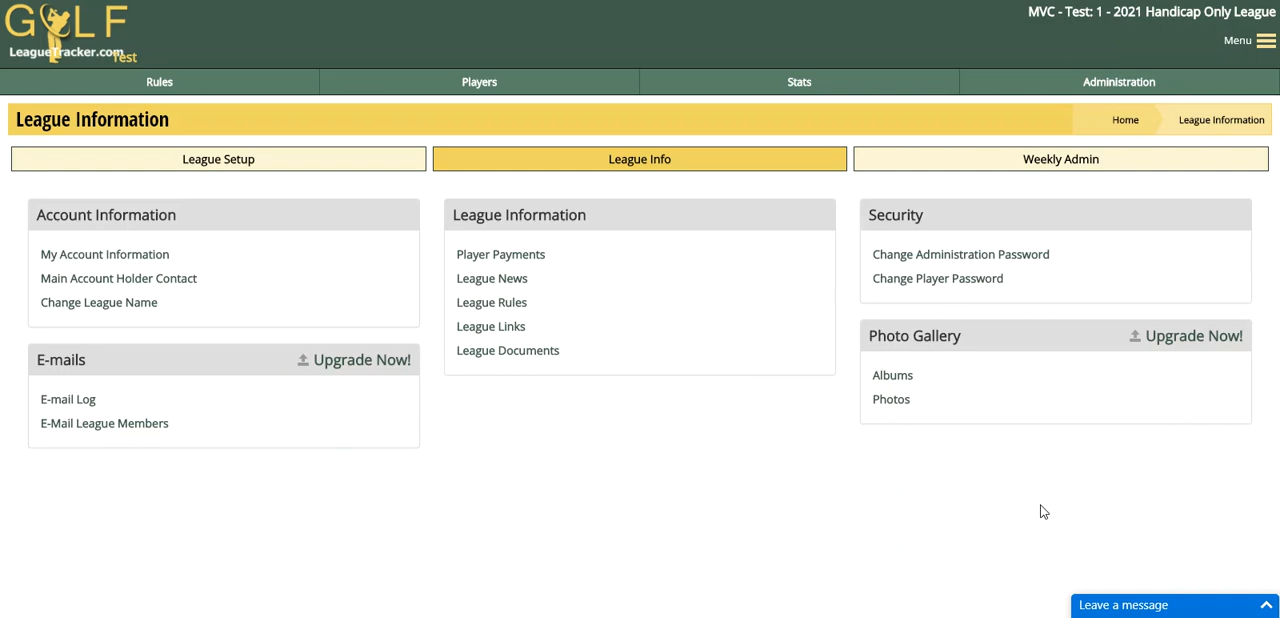 GOLF
LeagueTracker.com
Test
MVC - Test: 1 - 2021 Handicap Only League
Menu
Rules
Players
Stats
Administration
League Information
Home
League Information
League Setup
League Info
Weekly Admin
Account Information
My Account Information
Main Account Holder Contact
Change League Name
E-mails
Upgrade Now!
E-mail Log
E-Mail League Members
League Information
Player Payments
League News
League Rules
League Links
League Documents
Security
Change Administration Password
Change Player Password
Photo Gallery
Upgrade Now!
Albums
Photos
Leave a message